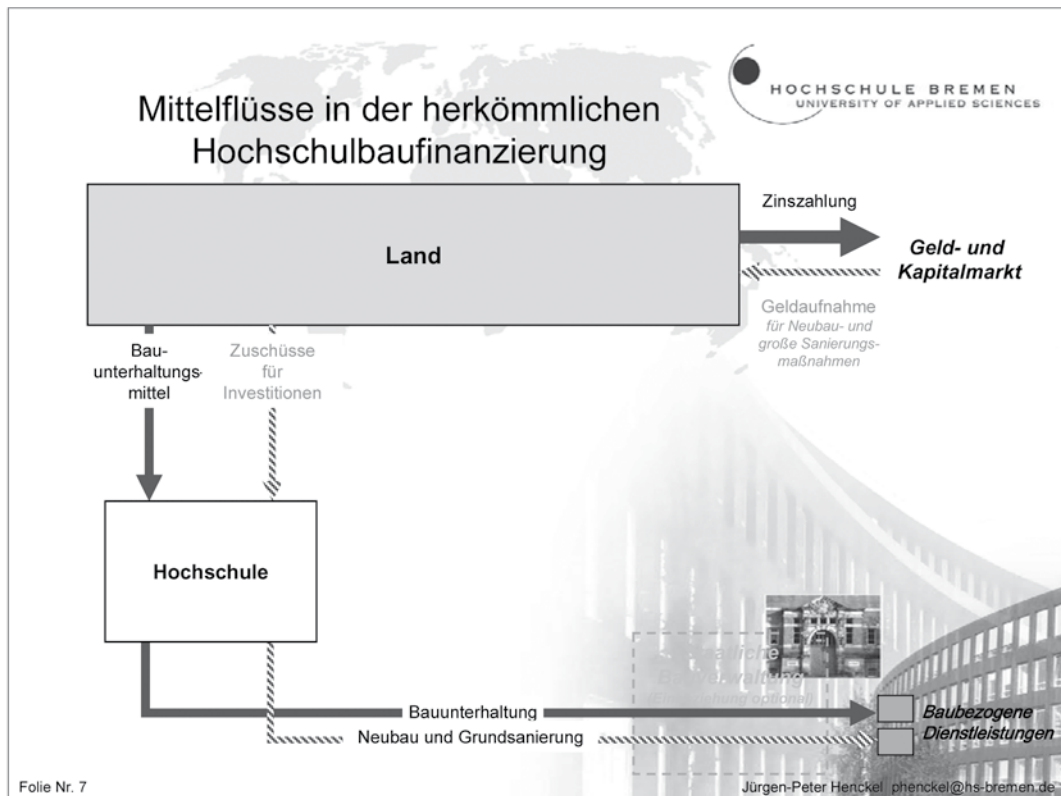 HOCHSCHULE BREMEN
UNIVERSITY OF APPLIED SCIENCES
Mittelflüsse in der herkömmlichen
Hochschulbaufinanzierung
Land
Zinszahlung
Geld- und
Kapitalmarkt
Geldaufnahme
für Neubau- und
große Sanierungs-
maßnahmen
Bau-
unterhaltungs-
mittel
Zuschüsse
für
Investitionen
Hochschule
(optional)
Bauunterhaltung
Neubau und Grundsanierung
Baubezogene
Dienstleistungen
Folie Nr. 7
Jürgen-Peter Henckel phenckel@hs-bremen.de